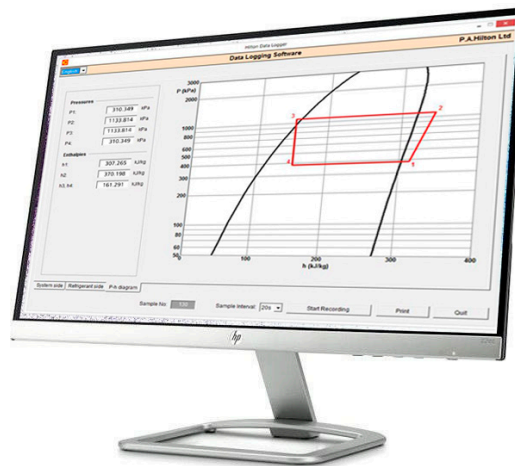 Hilton Data Logger
Data Logging Software
P.A.Hilton Ltd
Pressures
P1: 310.349 kPa
P2: 1133.814 kPa
P3: 1133.814 kPa
P4: 310.349 kPa
Enthalpies
h1 307.265 kJ/kg
h2 370.198 kJ/kg
h3, h4 161.291 kJ/kg
P (kPa)
3000
2000
1000
800
600
500
400
300
200
100
80
60
50
0
100
200
300
400
h (kJ/kg)
3
2
4
1
System side
Refrigerant side
P-h diagram
Sample No
Sample Interval 20s
Start Recording
Print
Quit
hp